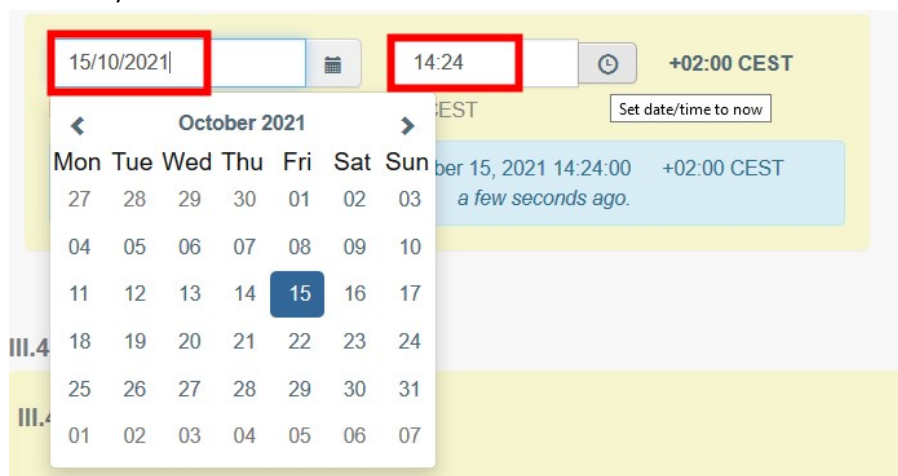 15/10/2021 14:24 +02:00 CEST
CEST Set date/time to now
October 2021
Mon Tue Wed Thu Fri Sat Sun
ber 15, 2021 14:24:00 +02:00 CEST
27 28 29 30 01 02 03
a few seconds ago.
04 05 06 07 08 09 10
11 12 13 14 15 16 17
18 19 20 21 22 23 24
III.4
25 26 27 28 29 30 31
III.4
01 02 03 04 05 06 07